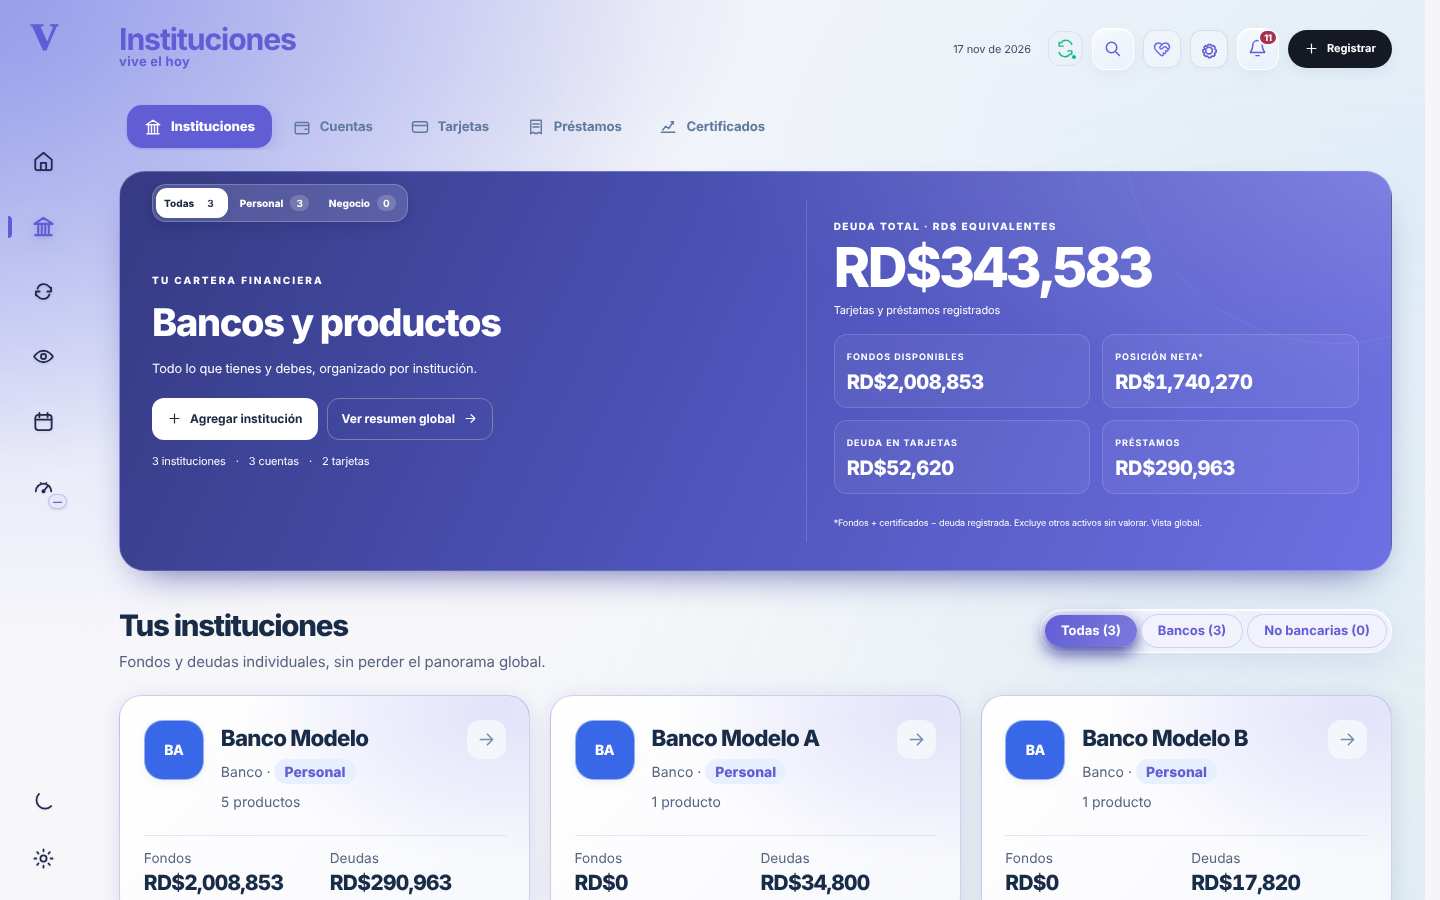 V
Instituciones
vive el hoy
17 nov de 2026
11
Registrar
Instituciones
Cuentas
Tarjetas
Préstamos
Certificados
Todas 3
Personal 3
Negocio 0
TU CARTERA FINANCIERA
Bancos y productos
Todo lo que tienes y debes, organizado por institución.
Agregar institución
Ver resumen global
3 instituciones · 3 cuentas · 2 tarjetas
DEUDA TOTAL · RD$ EQUIVALENTES
RD$343,583
Tarjetas y préstamos registrados
FONDOS DISPONIBLES
RD$2,008,853
POSICIÓN NETA*
RD$1,740,270
DEUDA EN TARJETAS
RD$52,620
PRÉSTAMOS
RD$290,963
*Fondos + certificados − deuda registrada. Excluye otros activos sin valorar. Vista global.
Tus instituciones
Fondos y deudas individuales, sin perder el panorama global.
Todas (3)
Bancos (3)
No bancarias (0)
BA
Banco Modelo
Banco · Personal
5 productos
Fondos
RD$2,008,853
Deudas
RD$290,963
BA
Banco Modelo A
Banco · Personal
1 producto
Fondos
RD$0
Deudas
RD$34,800
BA
Banco Modelo B
Banco · Personal
1 producto
Fondos
RD$0
Deudas
RD$17,820